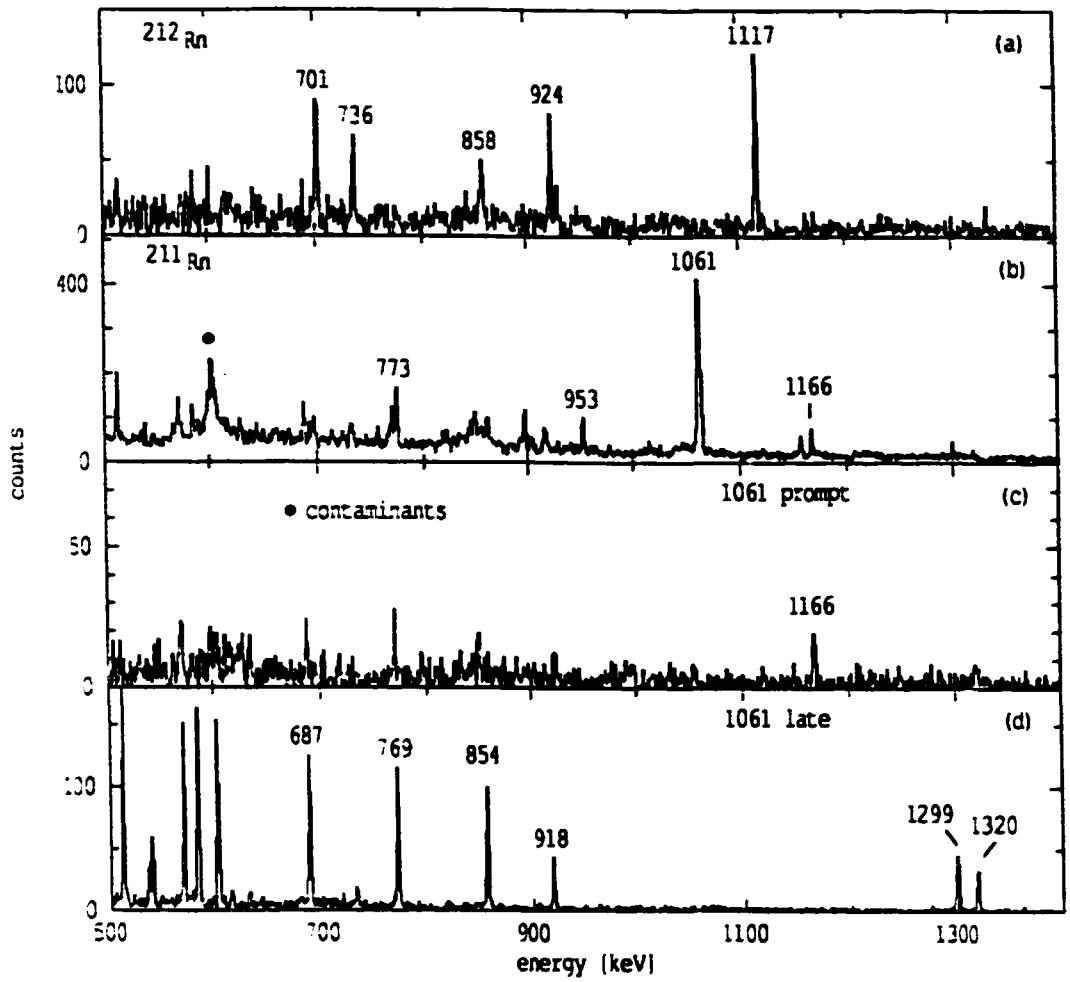 212Rn
1117
(a)
701
924
100
736
858
0
211Rn
1061
(b)
400
773
1166
953
0
1061 prompt
(c)
● contaminants
50
1166
0
1061 late
(d)
687
769
854
100
918
1299
1320
0
500
700
900
1100
1300
energy (keV)
counts